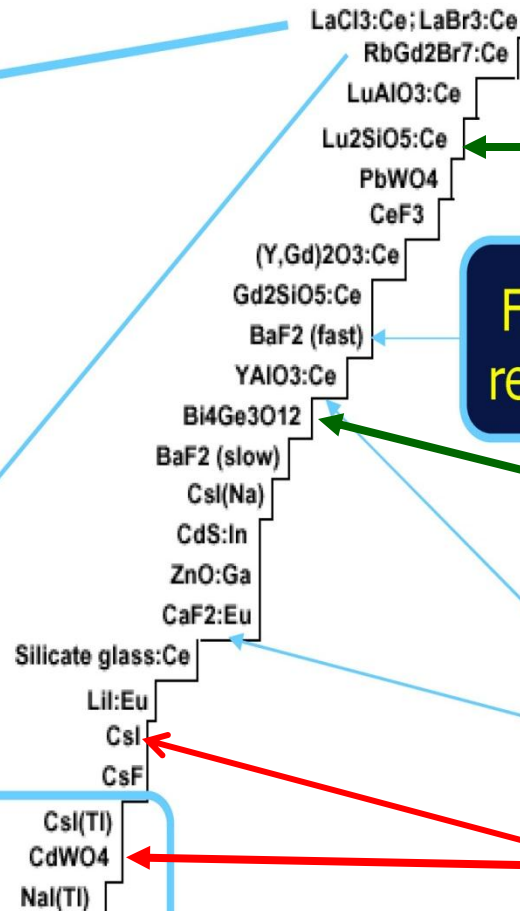 LaCl3:Ce; LaBr3:Ce
RbGd2Br7:Ce
LuAlO3:Ce
Lu2SiO5:Ce
PbWO4
CeF3
(Y,Gd)2O3:Ce
Gd2SiO5:Ce
BaF2 (fast)
F
YAlO3:Ce
re
Bi4Ge3O12
BaF2 (slow)
CsI(Na)
CdS:In
ZnO:Ga
CaF2:Eu
Silicate glass:Ce
LiI:Eu
CsI
CsF
CsI(Tl)
CdWO4
NaI(Tl)